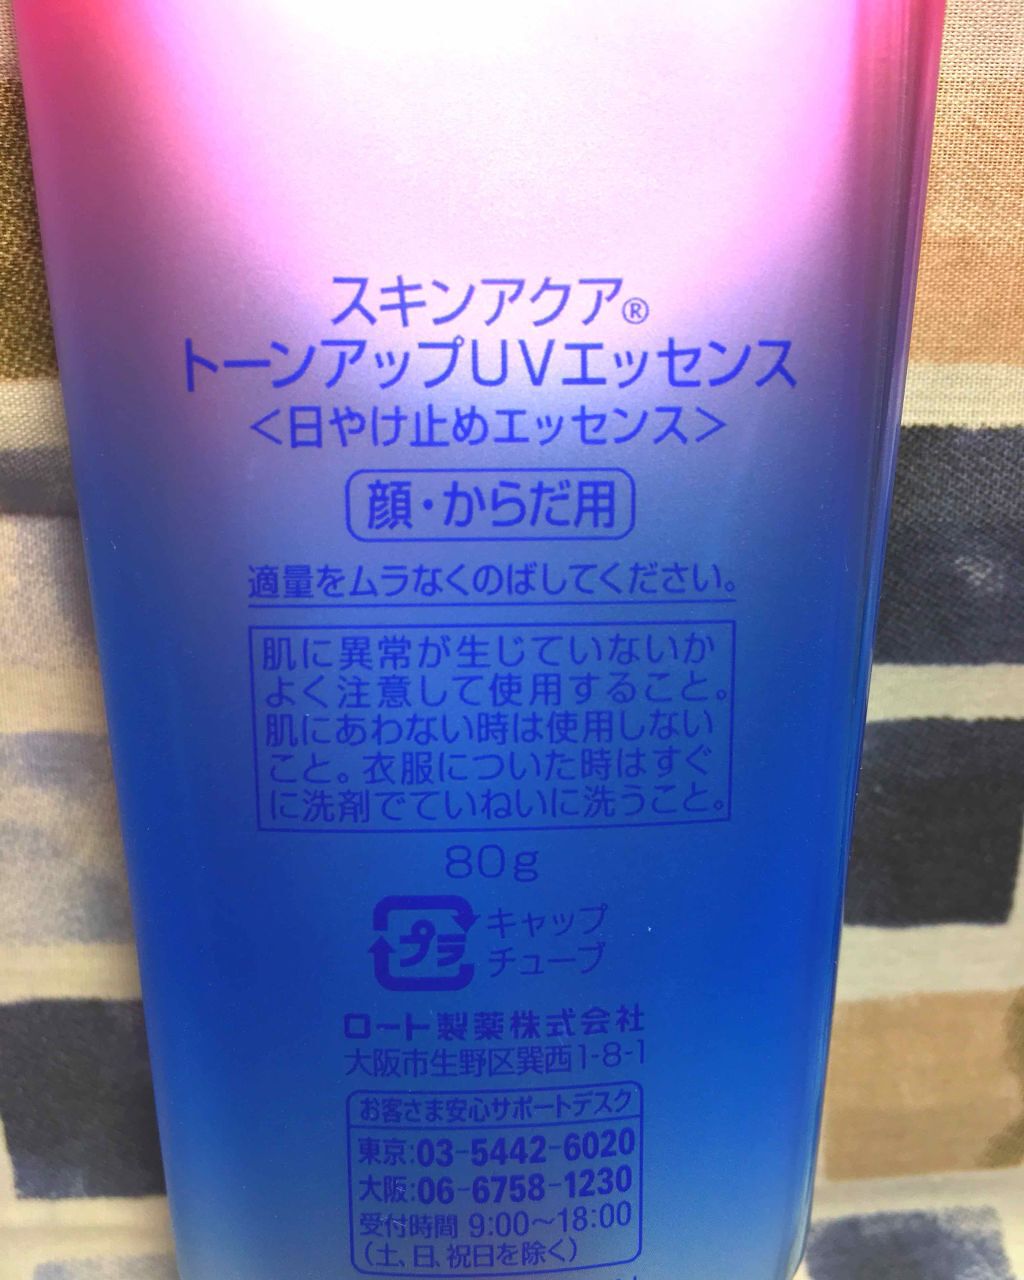 スキンアクア®
トーンアップUVエッセンス
<日やけ止めエッセンス>
顔・からだ用
適量をムラなくのばしてください。
肌に異常が生じていないか
よく注意して使用すること。
肌にあわない時は使用しない
こと。衣服についた時はすぐ
に洗剤でていねいに洗うこと。
80g
プラ
キャップ
チューブ
ロート製薬株式会社
大阪市生野区巽西1-8-1
お客さま安心サポートデスク
東京:03-5442-6020
大阪:06-6758-1230
受付時間 9:00〜18:00
(土、日、祝日を除く)